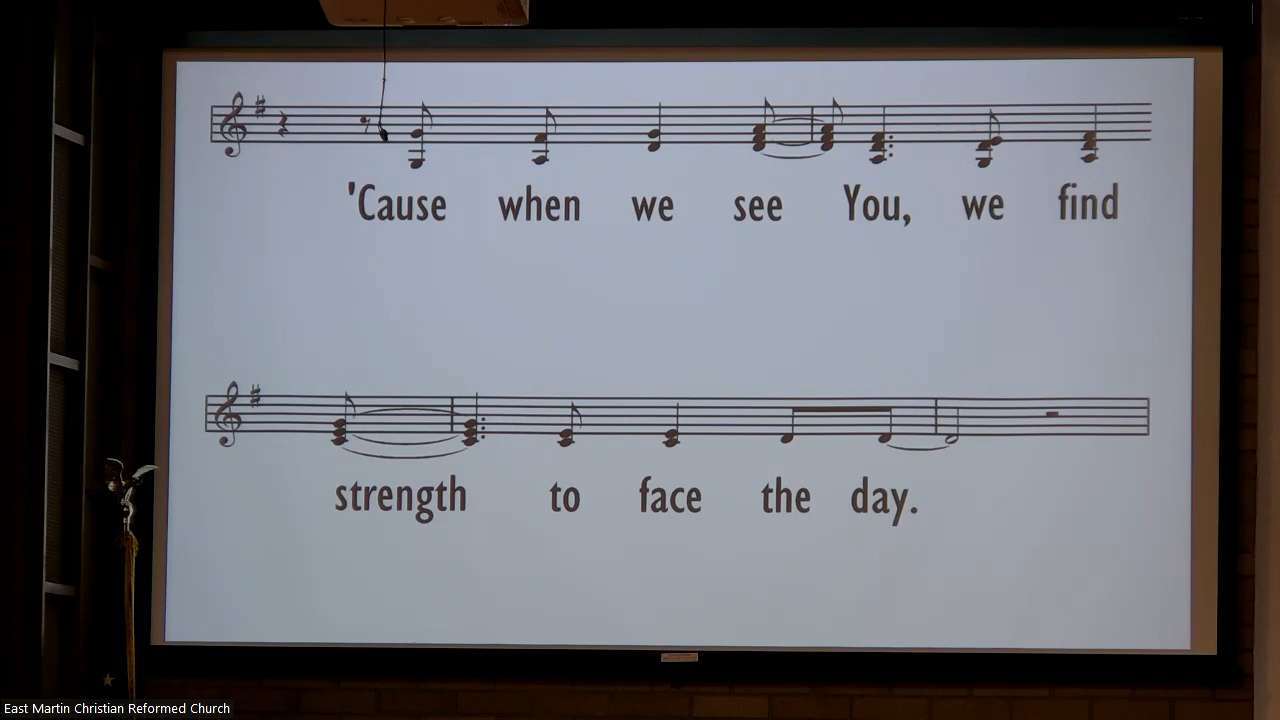 'Cause when we see You, we find
strength to face the day.
East Martin Christian Reformed Church